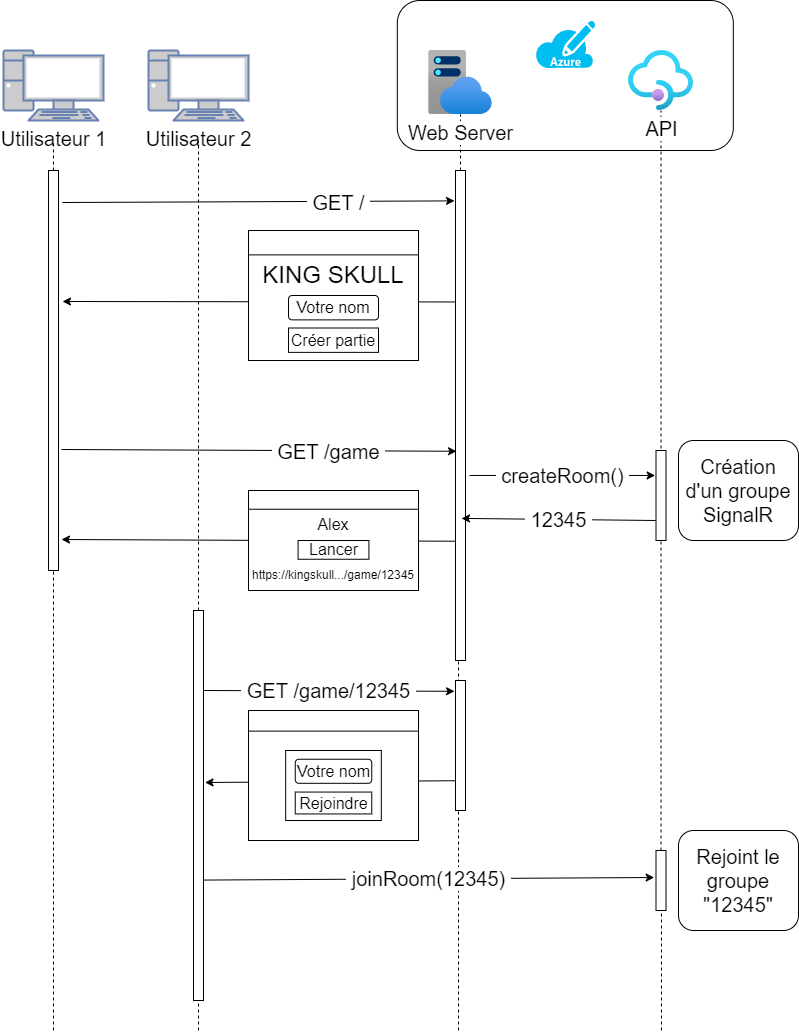 Azure
Utilisateur 1
Utilisateur 2
Web Server
API
GET /
KING SKULL
Votre nom
Créer partie
GET /game
createRoom()
Création
d'un groupe
SignalR
12345
Alex
Lancer
https://kingskull.../game/12345
GET /game/12345
Votre nom
Rejoindre
joinRoom(12345)
Rejoint le
groupe
"12345"